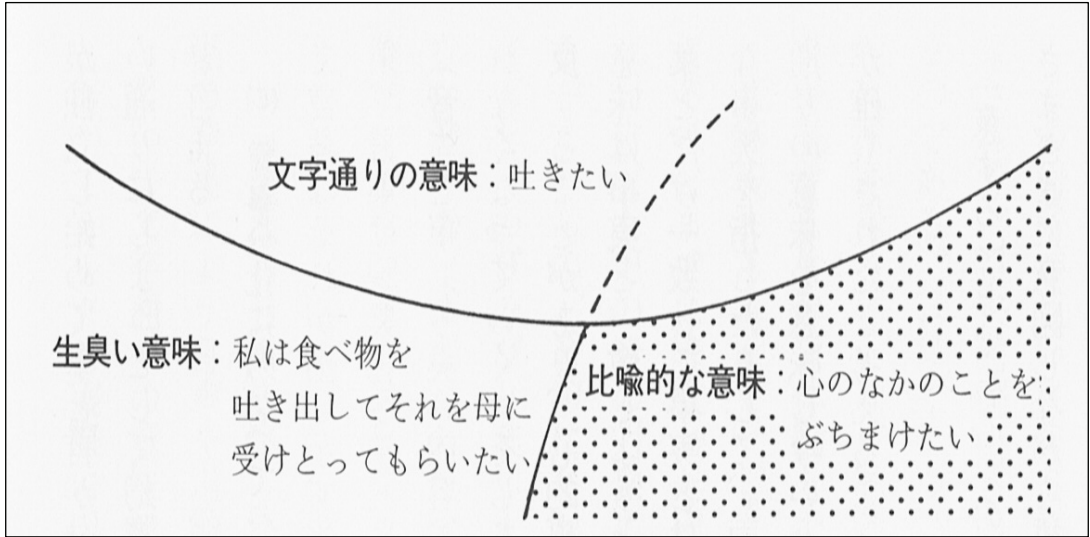 文字通りの意味:吐きたい
生臭い意味:私は食べ物を
吐き出してそれを母に
受けとってもらいたい
比喩的な意味:心のなかのことを
ぶちまけたい